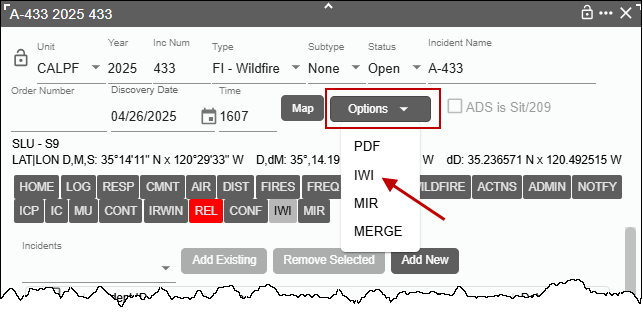 A-433 2025 433
Unit Year Inc Num Type Subtype Status Incident Name
CALPF 2025 433 FI - Wildfire None Open A-433
Order Number Discovery Date Time
04/26/2025 1607 Map Options ADS is Sit/209
SLU - S9 PDF
LAT|LON D,M,S: 35°14'11" N x 120°29'33" W D,dM: 35°,14.19 W dD: 35.236571 N x 120.492515 W
IWI
HOME LOG RESP CMNT AIR DIST FIRES FREQ ILDFIRE ACTNS ADMIN NOTFY
MIR
ICP IC MU CONT IRWIN REL CONF IWI MIR
MERGE
Incidents
Add Existing Remove Selected Add New